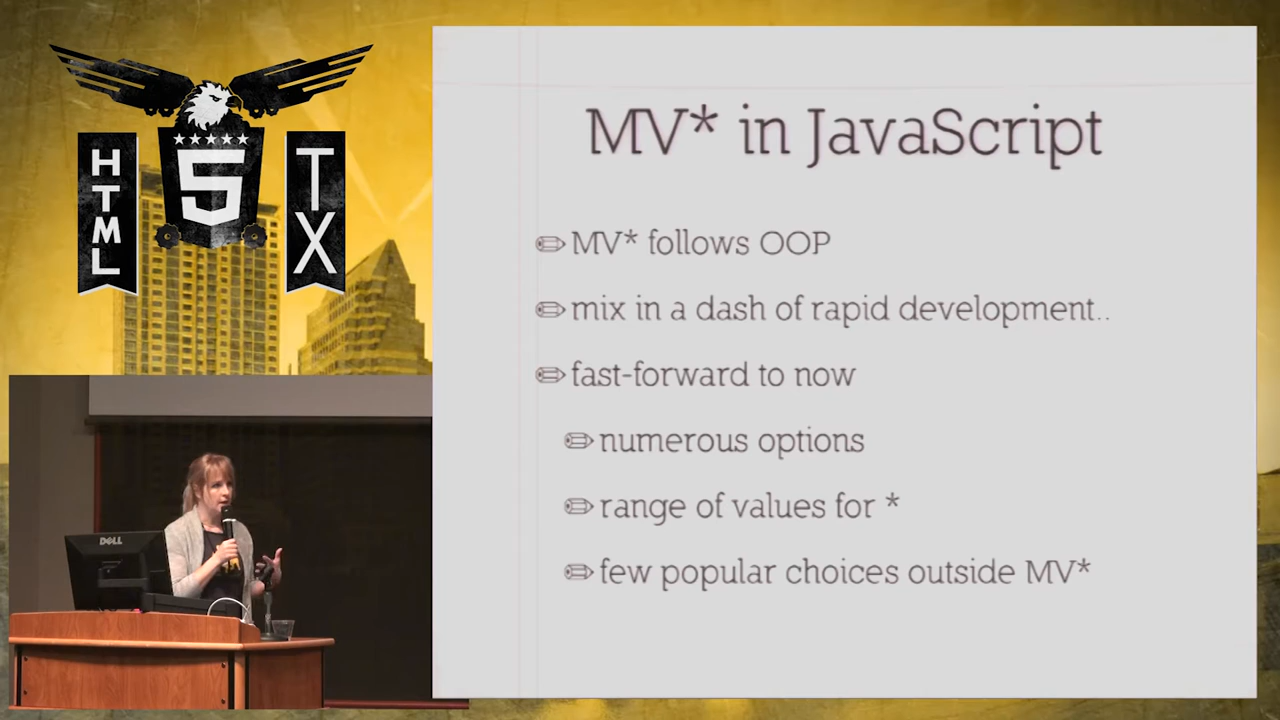 HTML
5
TX
MV* in JavaScript
MV* follows OOP
mix in a dash of rapid development..
fast-forward to now
numerous options
range of values for *
few popular choices outside MV*
DELL